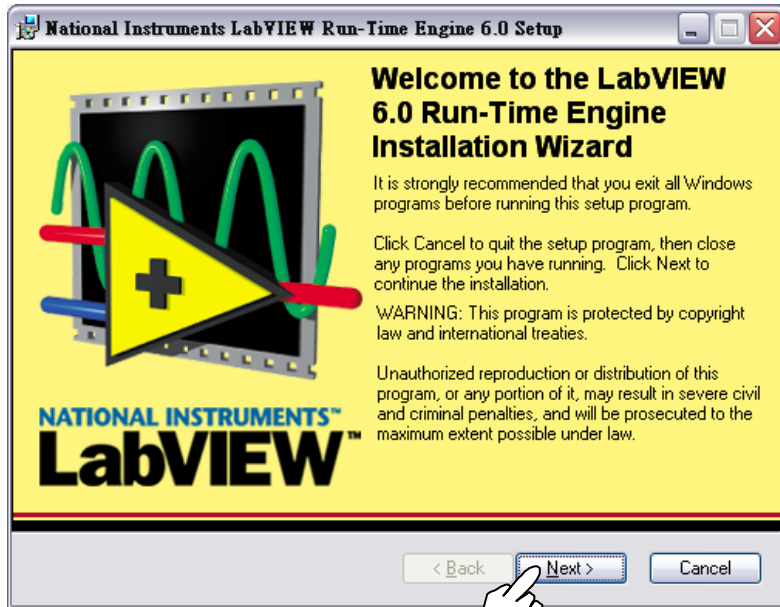 National Instruments LabVIEW Run-Time Engine 6.0 Setup
Welcome to the LabVIEW
6.0 Run-Time Engine
Installation Wizard
It is strongly recommended that you exit all Windows
programs before running this setup program.
Click Cancel to quit the setup program, then close
any programs you have running. Click Next to
continue the installation.
WARNING: This program is protected by copyright
law and international treaties.
Unauthorized reproduction or distribution of this
program, or any portion of it, may result in severe civil
and criminal penalties, and will be prosecuted to the
maximum extent possible under law.
NATIONAL INSTRUMENTS™
LabVIEW™
< Back
Next >
Cancel